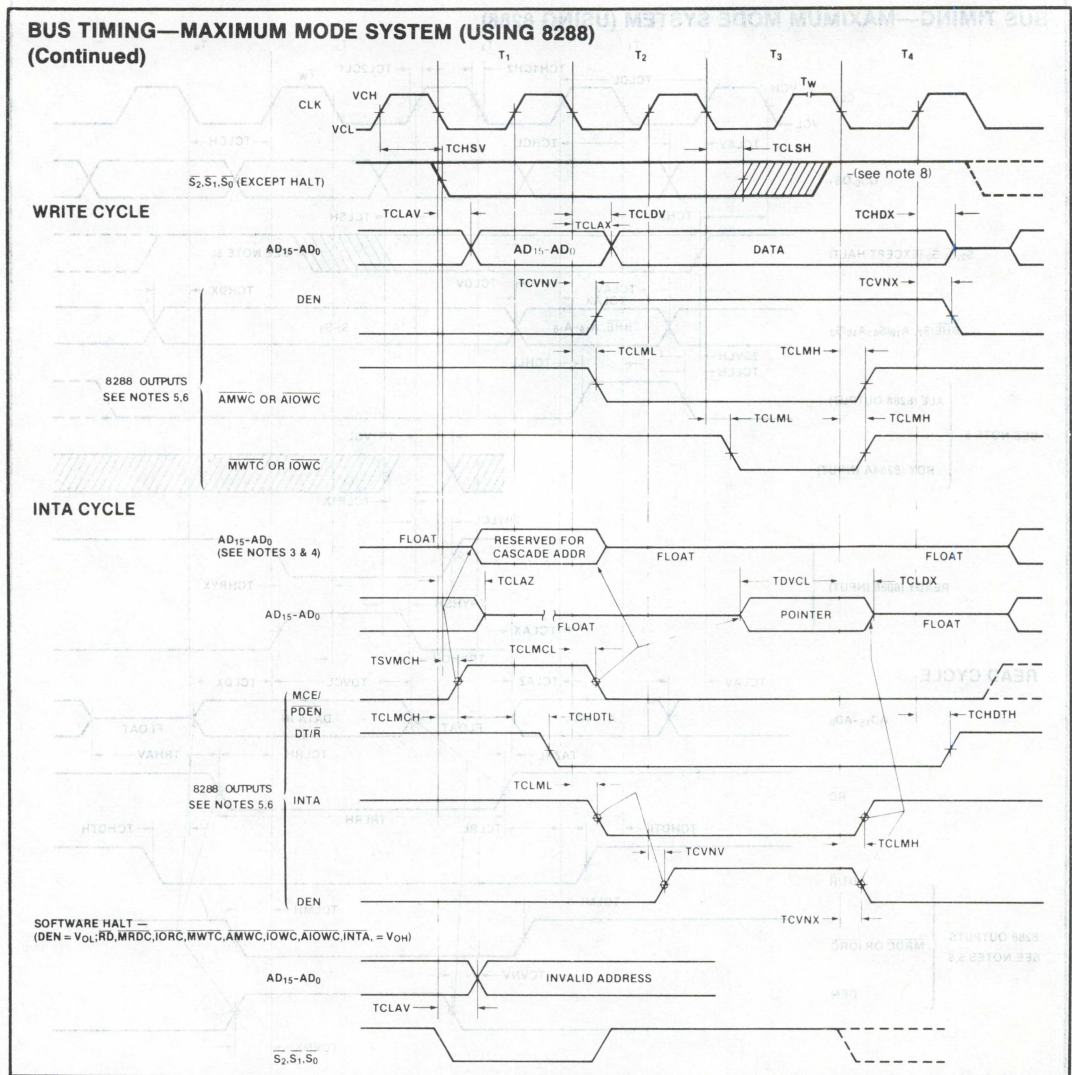 BUS TIMING—MAXIMUM MODE SYSTEM (USING 8288)
(Continued)
T1 T2 T3 T4
TW
CLK VCH
VCL
TCHSV TCLSH
S2,S1,S0 (EXCEPT HALT)
-(see note 8)
WRITE CYCLE
TCLAV TCLDV TCHDX
TCLAX
AD15-AD0 AD15-AD0 DATA
TCVNV TCVNX
DEN
TCLML TCLMH
8288 OUTPUTS
SEE NOTES 5,6
AMWC OR AIOWC
TCLML TCLMH
MWTC OR IOWC
INTA CYCLE
AD15-AD0
(SEE NOTES 3 & 4)
FLOAT RESERVED FOR
CASCADE ADDR
FLOAT FLOAT
TCLAZ TDVCL TCLDX
AD15-AD0 FLOAT POINTER FLOAT
TSVMCH TCLMCL
MCE/
PDEN
TCLMCH TCHDTL TCHDTH
DT/R
TCLML
8288 OUTPUTS
SEE NOTES 5,6
INTA
TCLMH
TCVNV
DEN
TCVNX
SOFTWARE HALT —
(DEN = VOL;RD,MRDC,IORC,MWTC,AMWC,IOWC,AIOWC,INTA, = VOH)
AD15-AD0 INVALID ADDRESS
TCLAV
S2,S1,S0